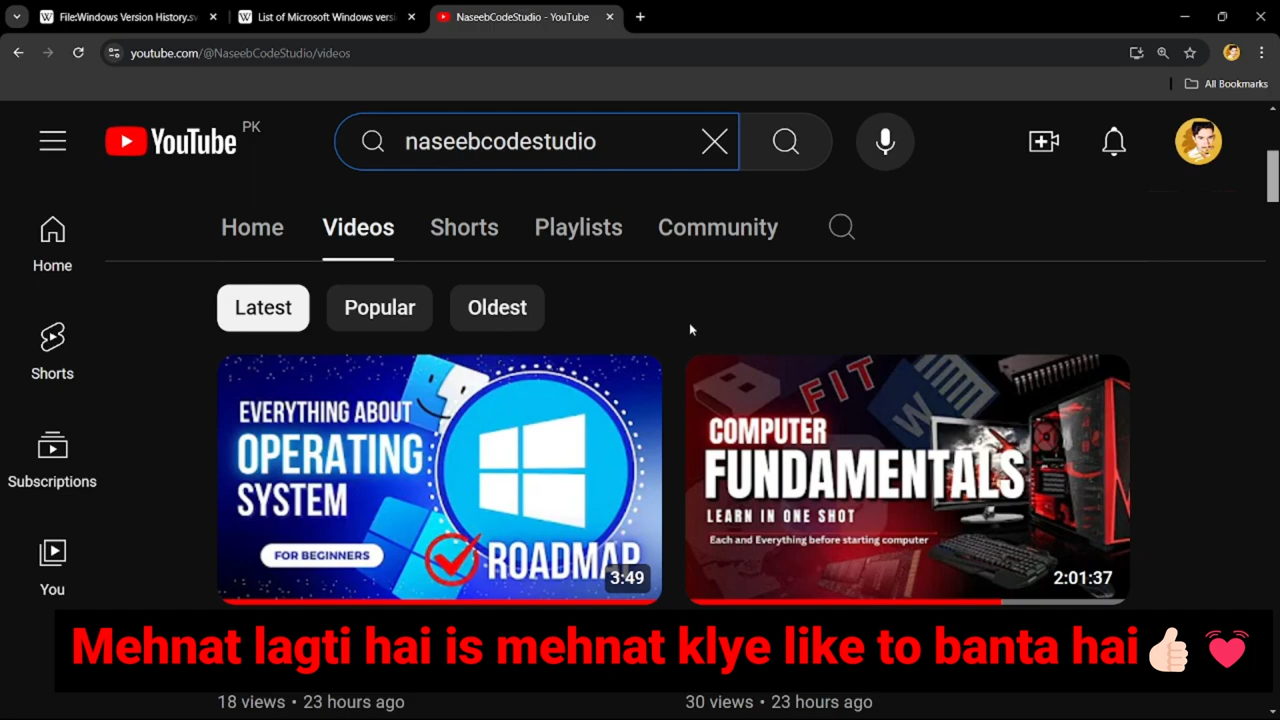 File:Windows Version History.sv
List of Microsoft Windows versi
NaseebCodeStudio - YouTube
youtube.com/@NaseebCodeStudio/videos
All Bookmarks
YouTube PK
naseebcodestudio
Home Videos Shorts Playlists Community
Latest Popular Oldest
Home
Shorts
Subscriptions
You
EVERYTHING ABOUT
OPERATING
SYSTEM
FOR BEGINNERS
ROADMAP
3:49
FIT
COMPUTER
FUNDAMENTALS
LEARN IN ONE SHOT
Each and Everything before starting computer
2:01:37
Mehnat lagti hai is mehnat klye like to banta hai👍🏻 💓
18 views • 23 hours ago
30 views • 23 hours ago